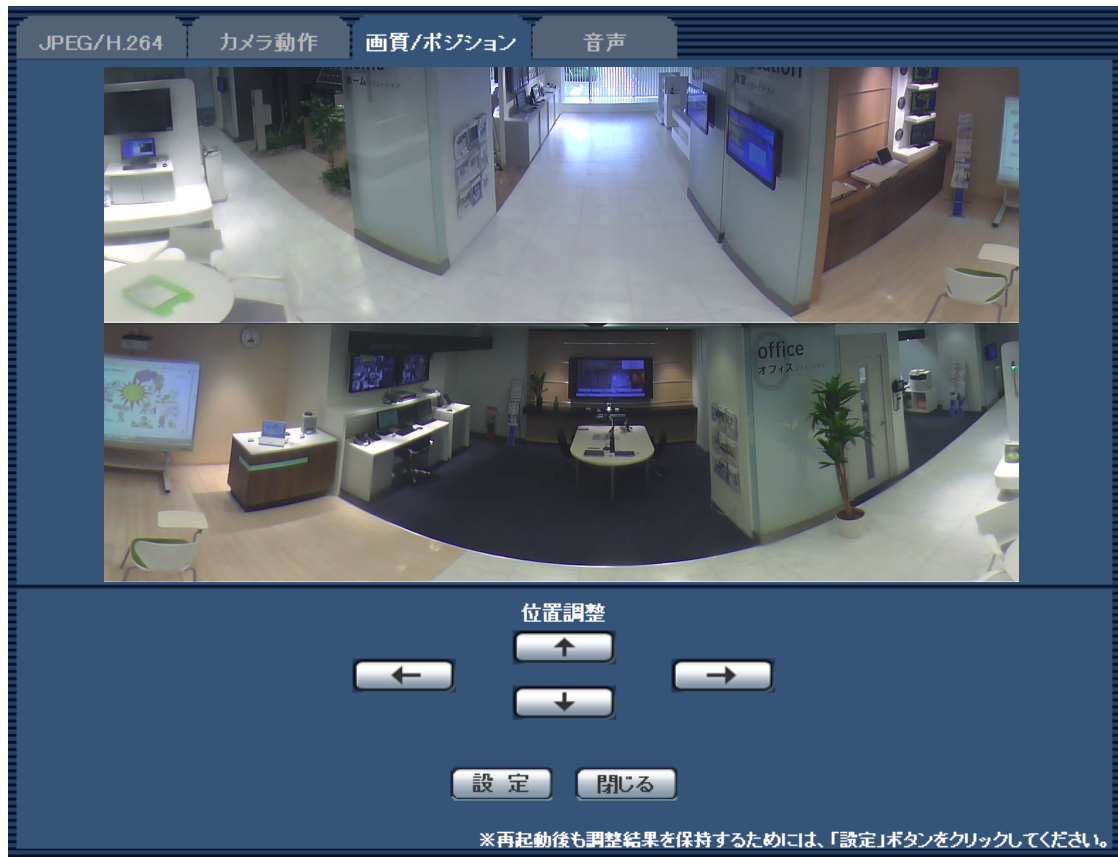 JPEG/H.264
カメラ動作
画質/ポジション
音声
ホーム
office
オフィス
位置調整
↑
←
→
↓
設 定
閉じる
※再起動後も調整結果を保持するためには、「設定」ボタンをクリックしてください。